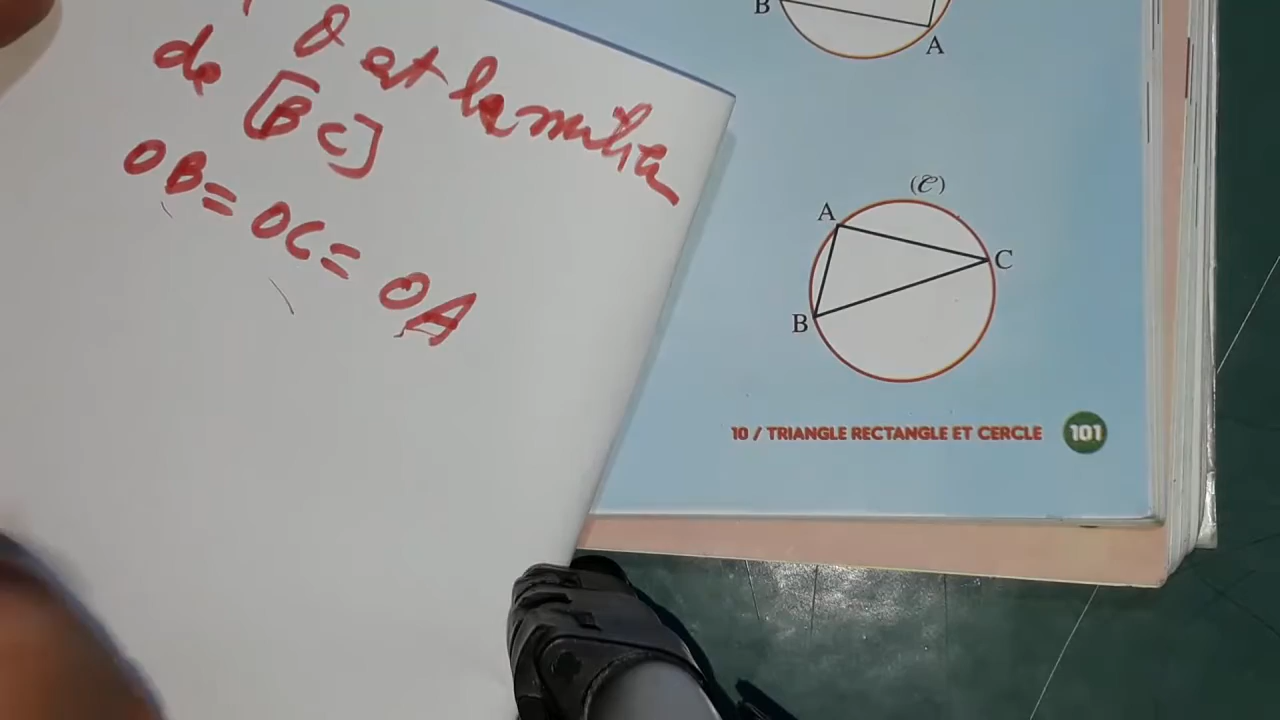 O est le milieu
de [BC]
OB = OC = OA
B
A
(C)
A
C
B
10 / TRIANGLE RECTANGLE ET CERCLE 101